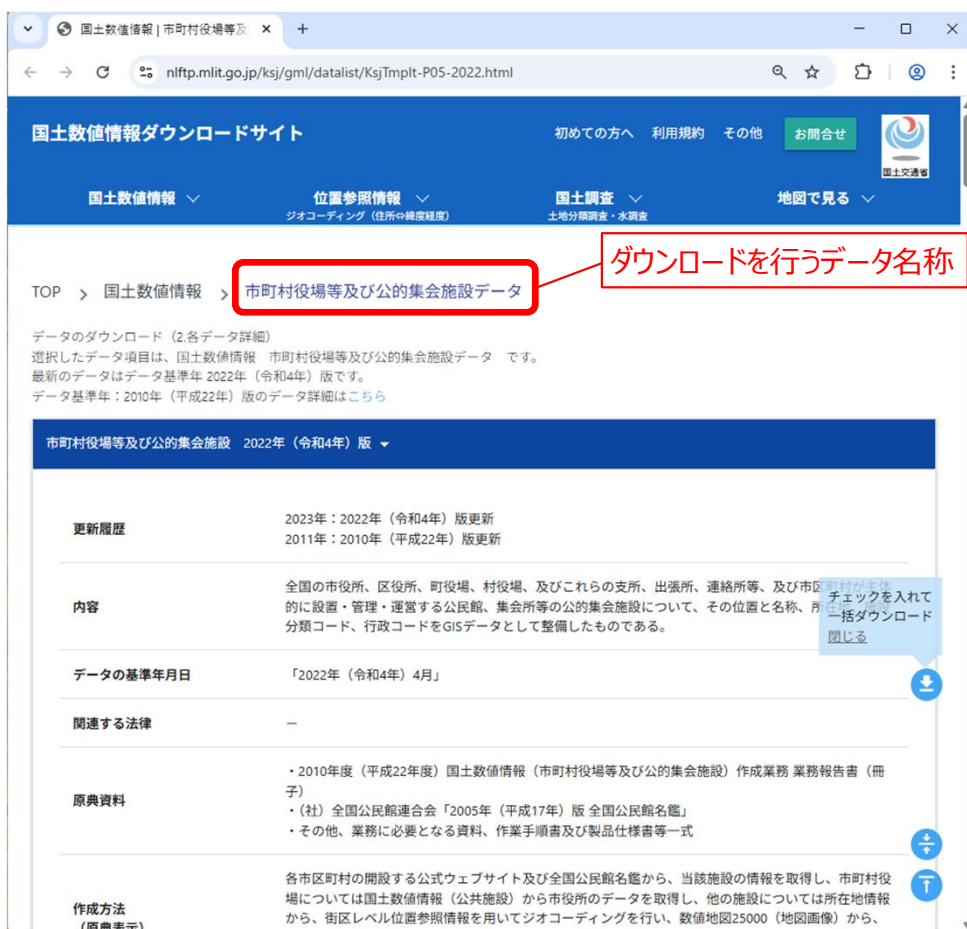 国土数値情報 | 市町村役場等及
nlftp.mlit.go.jp/ksj/gml/datalist/KsjTmplt-P05-2022.html
国土数値情報ダウンロードサイト
初めての方へ 利用規約 その他 お問合せ
国土交通省
国土数値情報 位置参照情報 国土調査 地図で見る
ジオコーディング（住所⇔緯度経度） 土地分類調査・水調査
ダウンロードを行うデータ名称
TOP > 国土数値情報 > 市町村役場等及び公的集会施設データ
データのダウンロード（2.各データ詳細）
選択したデータ項目は、国土数値情報 市町村役場等及び公的集会施設データ です。
最新のデータはデータ基準年 2022年（令和4年）版です。
データ基準年：2010年（平成22年）版のデータ詳細はこちら
市町村役場等及び公的集会施設 2022年（令和4年）版
更新履歴
2023年：2022年（令和4年）版更新
2011年：2010年（平成22年）版更新
内容
全国の市役所、区役所、町役場、村役場、及びこれらの支所、出張所、連絡所等、及び市区町村が主体
的に設置・管理・運営する公民館、集会所等の公的集会施設について、その位置と名称、所
分類コード、行政コードをGISデータとして整備したものである。
チェックを入れて
一括ダウンロード
閉じる
データの基準年月日
「2022年（令和4年）4月」
関連する法律
－
原典資料
・2010年度（平成22年度）国土数値情報（市町村役場等及び公的集会施設）作成業務 業務報告書（冊
子）
・（社）全国公民館連合会「2005年（平成17年）版 全国公民館名鑑」
・その他、業務に必要となる資料、作業手順書及び製品仕様書等一式
作成方法
（原典表示）
各市区町村の開設する公式ウェブサイト及び全国公民館名鑑から、当該施設の情報を取得し、市町村役
場については国土数値情報（公共施設）から市役所のデータを取得し、他の施設については所在地情報
から、街区レベル位置参照情報を用いてジオコーディングを行い、数値地図25000（地図画像）から、